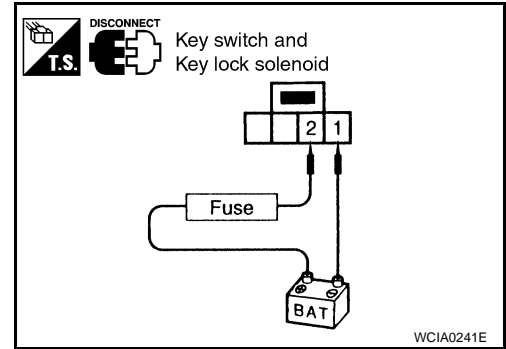 DISCONNECT
T.S.
Key switch and
Key lock solenoid
2 1
Fuse
BAT
WCIA0241E